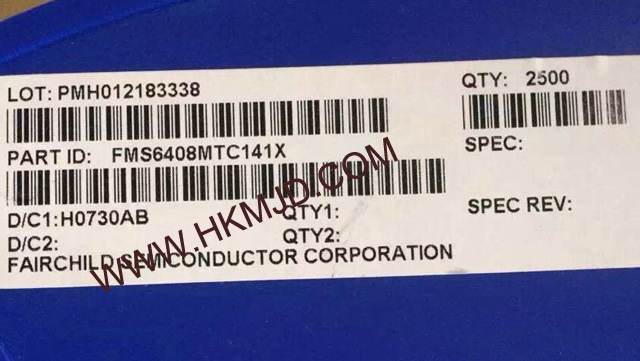 LOT: PMH012183338
QTY: 2500
PART ID: FMS6408MTC141X
SPEC:
D/C1:H0730AB QTY1:
SPEC REV:
D/C2: QTY2:
FAIRCHILD SEMICONDUCTOR CORPORATION
WWW.HKMJD.COM